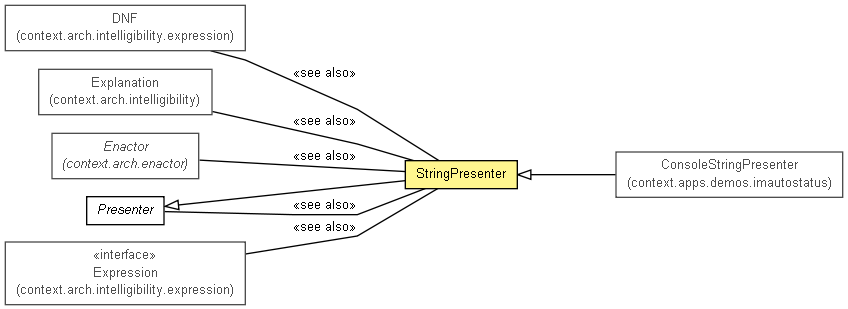 DNF
(context.arch.intelligibility.expression)
«see also»
Explanation
(context.arch.intelligibility)
«see also»
Enactor
(context.arch.enactor)
«see also»
StringPresenter
ConsoleStringPresenter
(context.apps.demos.imautostatus)
Presenter
«see also»
«interface»
Expression
(context.arch.intelligibility.expression)
«see also»